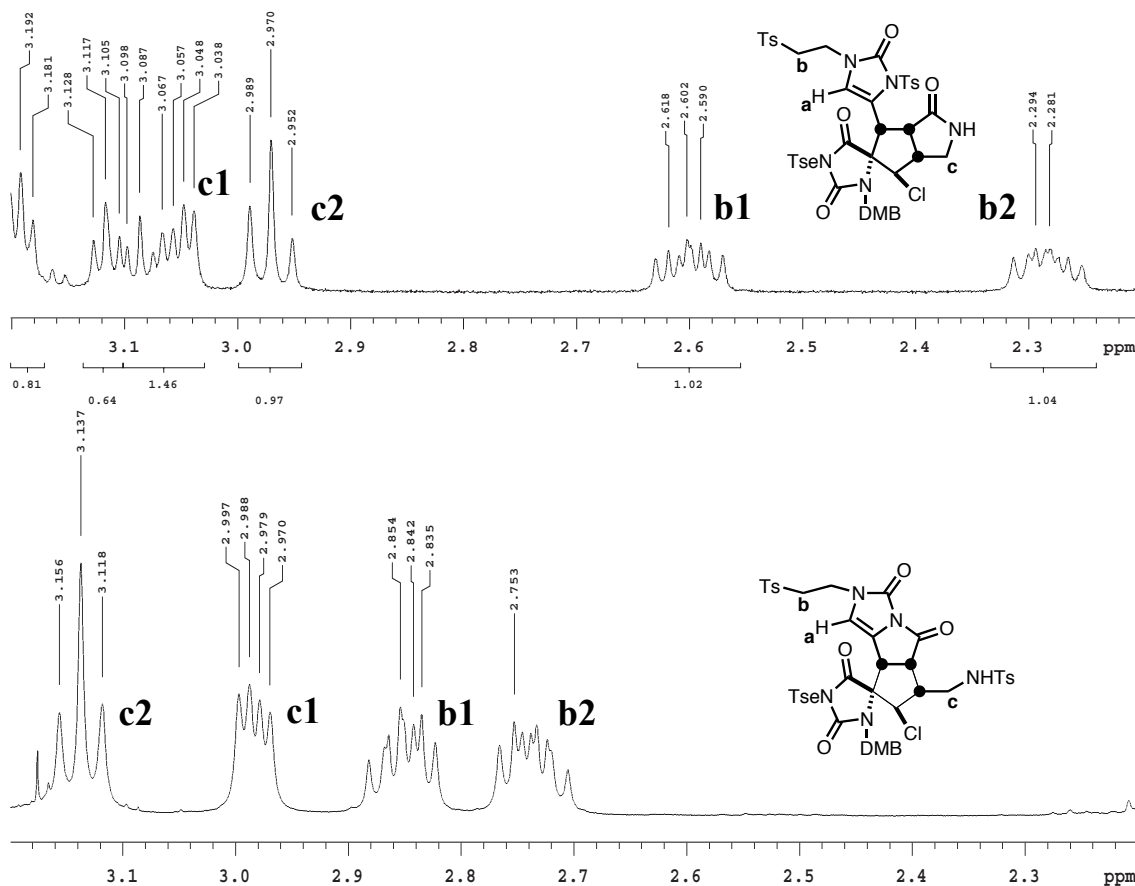 3.192
3.181
3.128
3.117
3.105
3.098
3.087
3.067
3.057
3.048
3.038
2.989
2.970
2.952
2.618
2.602
2.590
2.294
2.281
c1
c2
b1
b2
Ts
b
N
O
N Ts
H
a
O
NH
c
O
TseN
N
O
DMB
Cl
3.1 3.0 2.9 2.8 2.7 2.6 2.5 2.4 2.3 ppm
0.81
0.64
1.46
0.97
1.02
1.04
3.156
3.137
3.118
2.997
2.988
2.979
2.970
2.854
2.842
2.835
2.753
c2
c1
b1
b2
Ts
b
N
O
H
a
N
O
O
TseN
N
O
DMB
Cl
c
NHTs
3.1 3.0 2.9 2.8 2.7 2.6 2.5 2.4 2.3 ppm